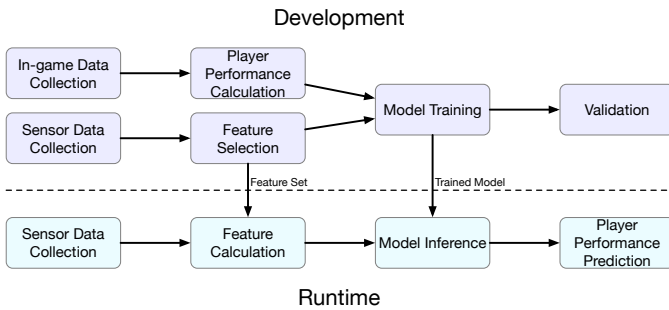 Development
In-game Data
Collection
Player
Performance
Calculation
Model Training
Validation
Sensor Data
Collection
Feature
Selection
Feature Set
Trained Model
Sensor Data
Collection
Feature
Calculation
Model Inference
Player
Performance
Prediction
Runtime